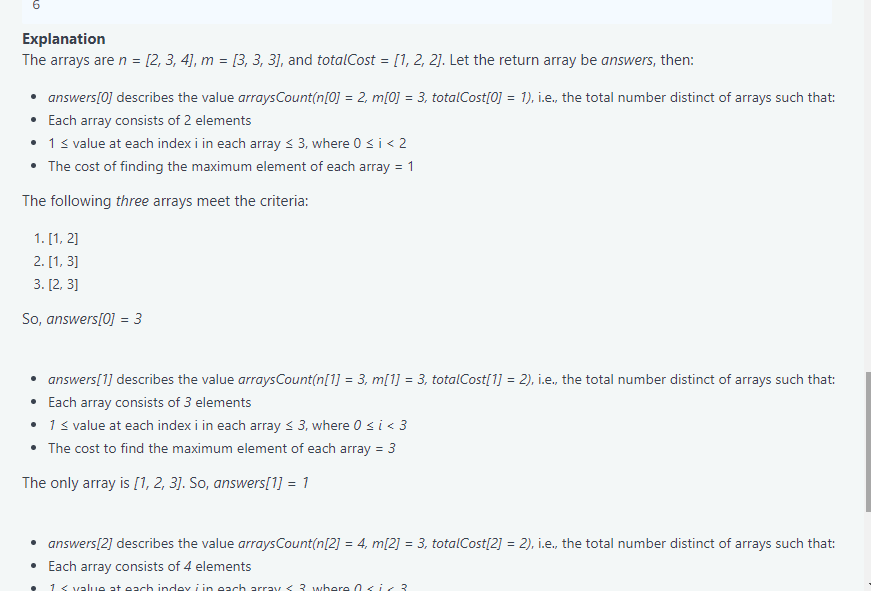 6
Explanation
The arrays are n = [2, 3, 4], m = [3, 3, 3], and totalCost = [1, 2, 2]. Let the return array be answers, then:
• answers[0] describes the value arraysCount(n[0] = 2, m[0] = 3, totalCost[0] = 1), i.e., the total number distinct of arrays such that:
• Each array consists of 2 elements
• 1 ≤ value at each index i in each array ≤ 3, where 0 ≤ i < 2
• The cost of finding the maximum element of each array = 1
The following three arrays meet the criteria:
1. [1, 2]
2. [1, 3]
3. [2, 3]
So, answers[0] = 3
• answers[1] describes the value arraysCount(n[1] = 3, m[1] = 3, totalCost[1] = 2), i.e., the total number distinct of arrays such that:
• Each array consists of 3 elements
• 1 ≤ value at each index i in each array ≤ 3, where 0 ≤ i < 3
• The cost to find the maximum element of each array = 3
The only array is [1, 2, 3]. So, answers[1] = 1
• answers[2] describes the value arraysCount(n[2] = 4, m[2] = 3, totalCost[2] = 2), i.e., the total number distinct of arrays such that:
• Each array consists of 4 elements
• 1 ≤ value at each index i in each array ≤ 3, where 0 ≤ i < 3